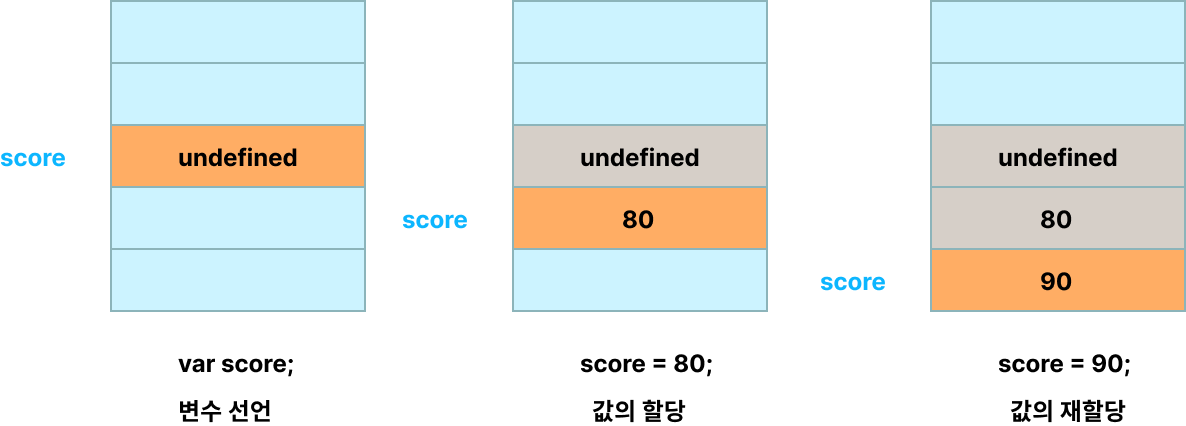 score
undefined
var score;
변수 선언
undefined
score
80
score = 80;
값의 할당
undefined
80
score
90
score = 90;
값의 재할당